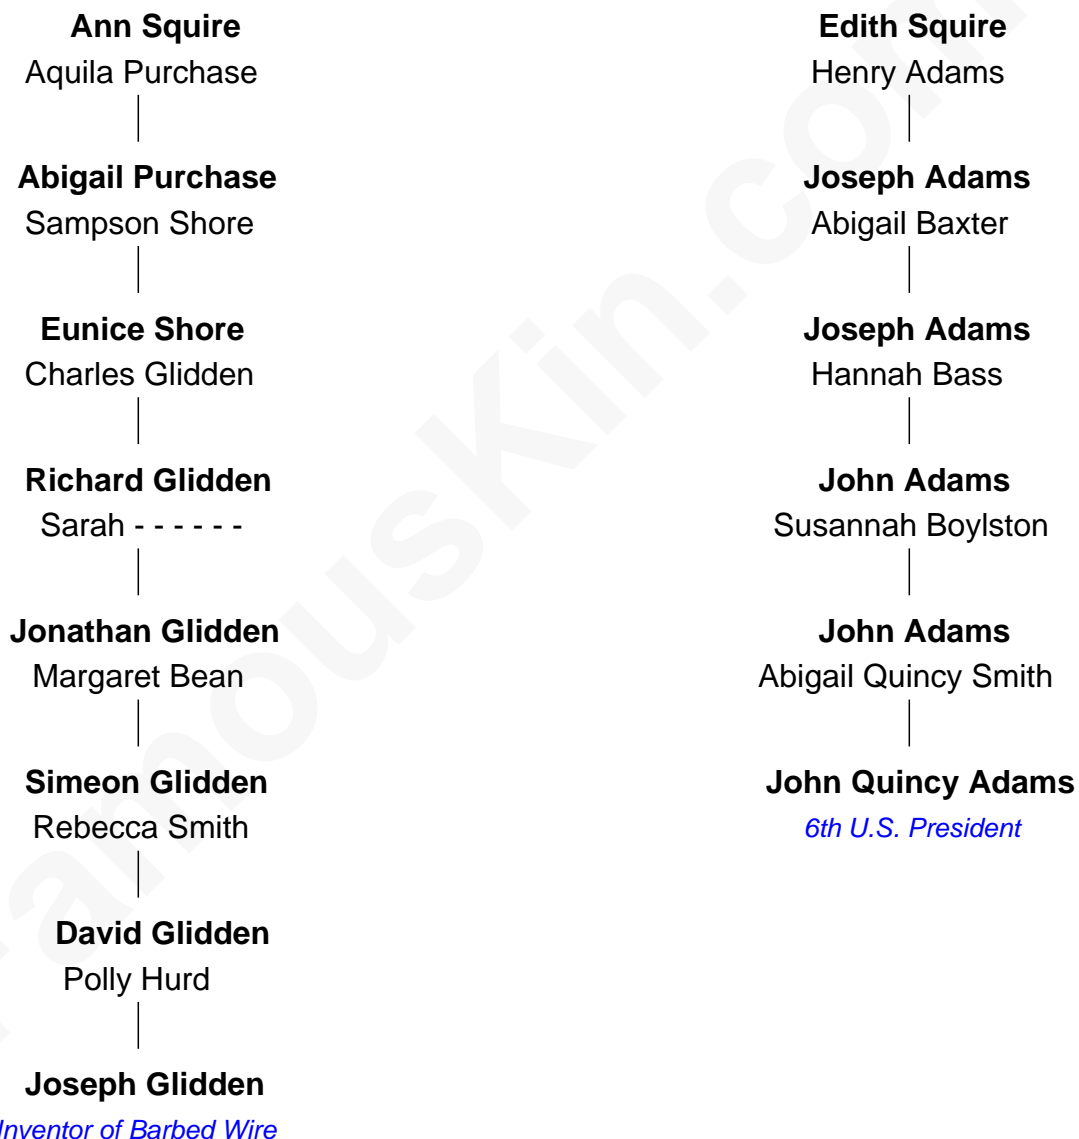 Ann Squire
Aquila Purchase
Abigail Purchase
Sampson Shore
Eunice Shore
Charles Glidden
Richard Glidden
Sarah - - - - - -
Jonathan Glidden
Margaret Bean
Simeon Glidden
Rebecca Smith
David Glidden
Polly Hurd
Joseph Glidden
Inventor of Barbed Wire
Edith Squire
Henry Adams
Joseph Adams
Abigail Baxter
Joseph Adams
Hannah Bass
John Adams
Susannah Boylston
John Adams
Abigail Quincy Smith
John Quincy Adams
6th U.S. President
FamousKin.com